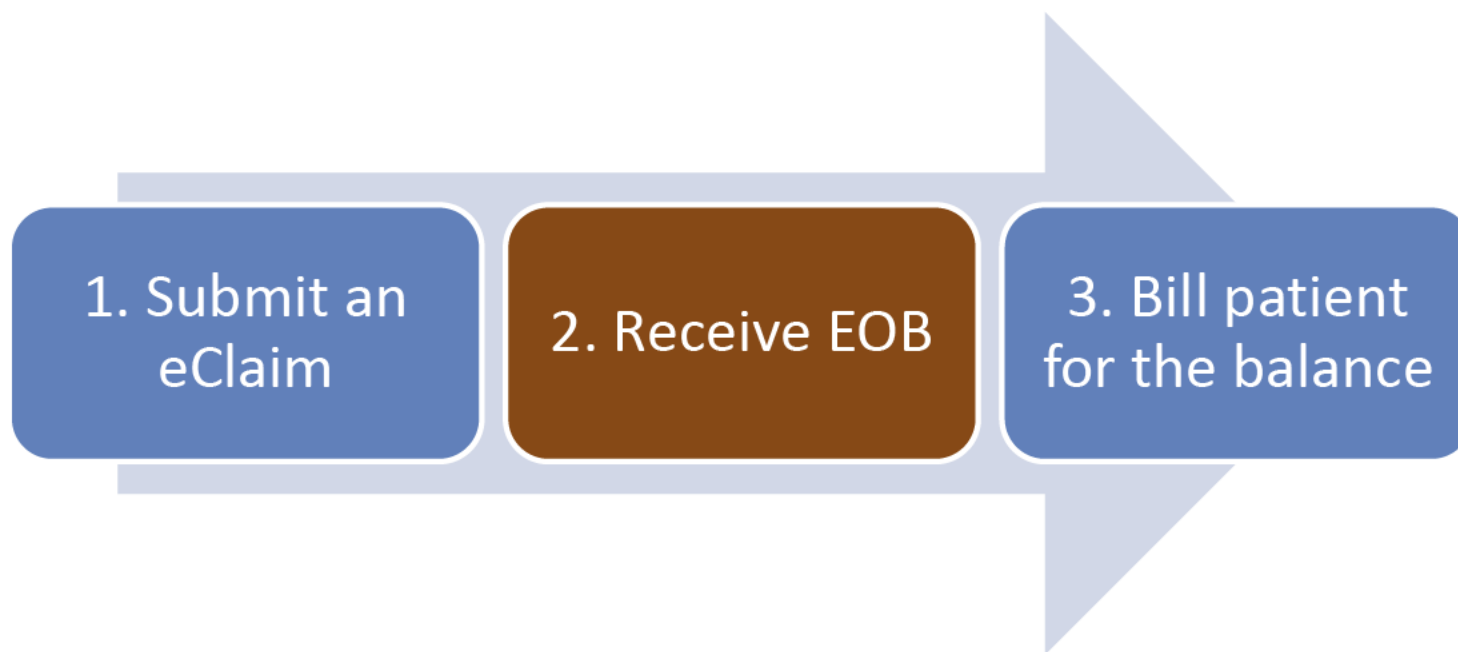 1. Submit an
eClaim
2. Receive EOB
3. Bill patient
for the balance